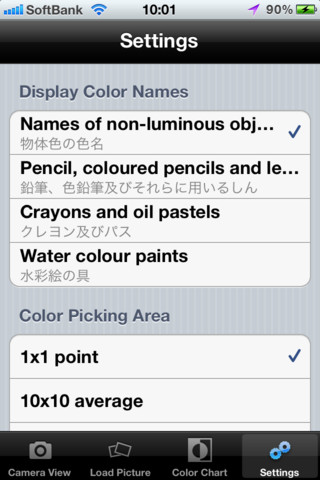 SoftBank 10:01 90%
Settings
Display Color Names
Names of non-luminous obj...
物体色の色名
Pencil, coloured pencils and le...
鉛筆、色鉛筆及びそれらに用いるしん
Crayons and oil pastels
クレヨン及びパス
Water colour paints
水彩絵の具
Color Picking Area
1x1 point
10x10 average
Camera View Load Picture Color Chart Settings